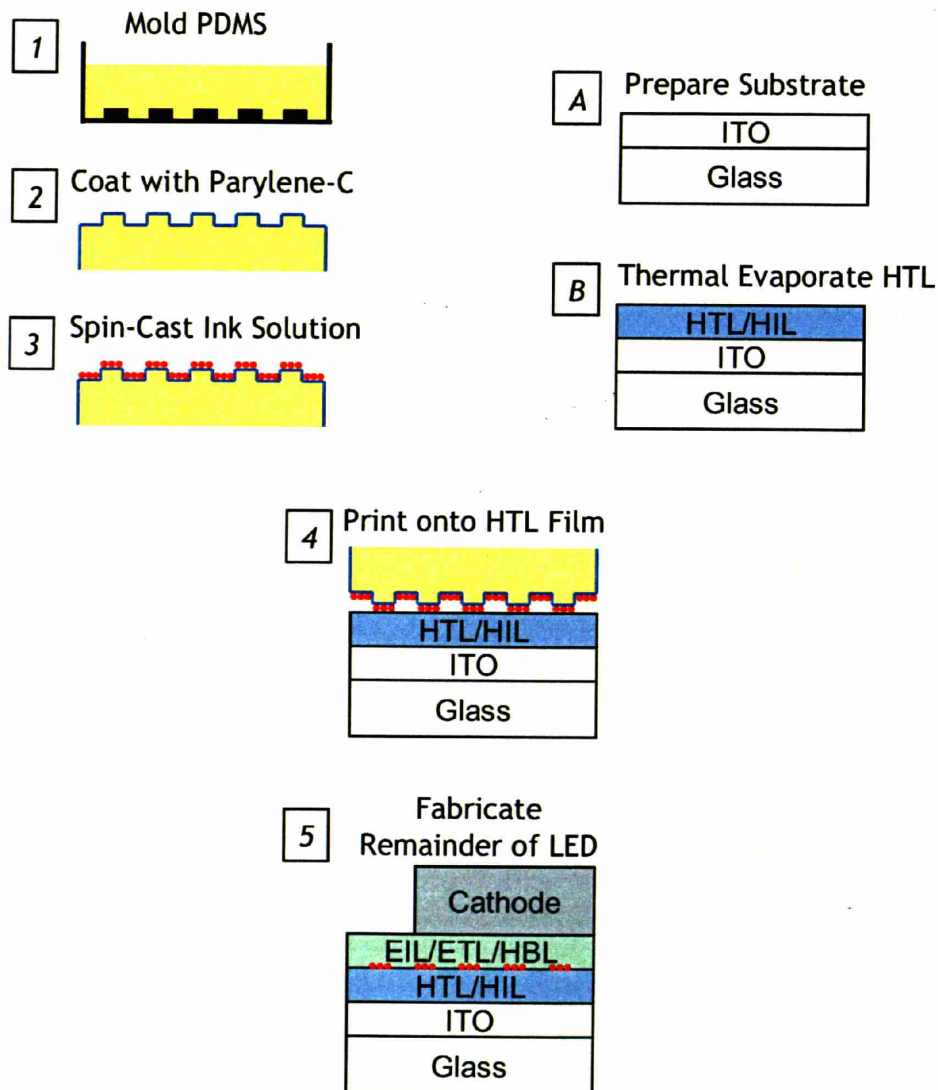 1
Mold PDMS
2
Coat with Parylene-C
3
Spin-Cast Ink Solution
A
Prepare Substrate
ITO
Glass
B
Thermal Evaporate HTL
HTL/HIL
ITO
Glass
4
Print onto HTL Film
HTL/HIL
ITO
Glass
5
Fabricate
Remainder of LED
Cathode
EIL/ETL/HBL
HTL/HIL
ITO
Glass